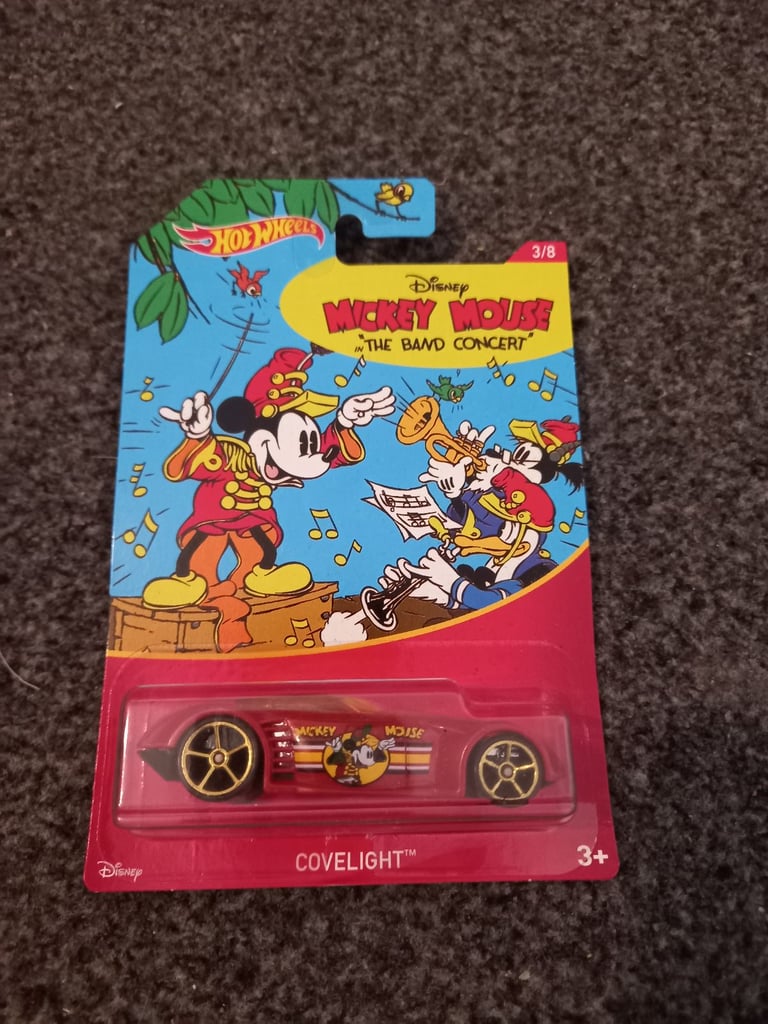 HOT WHEELS
3/8
Disney
MICKEY MOUSE
IN "THE BAND CONCERT"
MICKEY MOUSE
COVELIGHT™
Disney
3+